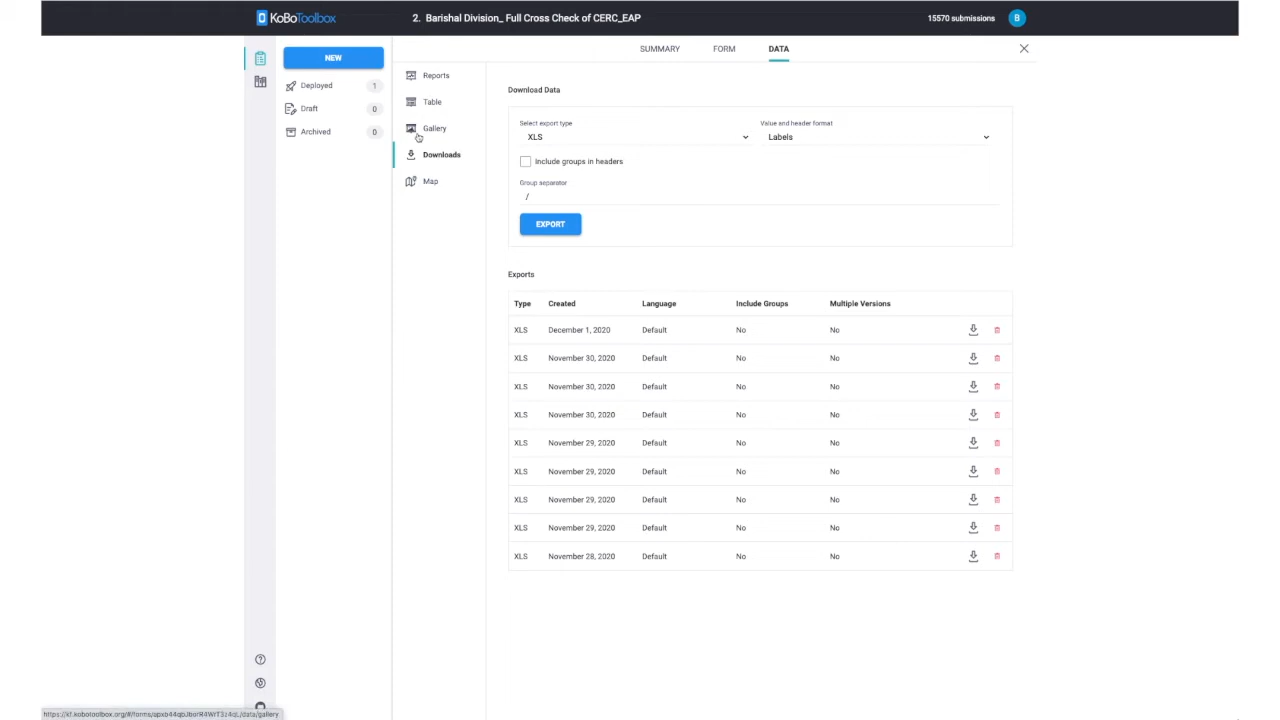 KoBoToolbox
2. Barishal Division_ Full Cross Check of CERC_EAP
15570 submissions
B
NEW
Deployed 1
Draft 0
Archived 0
SUMMARY FORM DATA
Reports
Table
Gallery
Downloads
Map
Download Data
Select export type
XLS
Value and header format
Labels
Include groups in headers
Group separator
/
EXPORT
Exports
Type Created Language Include Groups Multiple Versions
XLS December 1, 2020 Default No No
XLS November 30, 2020 Default No No
XLS November 30, 2020 Default No No
XLS November 30, 2020 Default No No
XLS November 29, 2020 Default No No
XLS November 29, 2020 Default No No
XLS November 29, 2020 Default No No
XLS November 29, 2020 Default No No
XLS November 28, 2020 Default No No